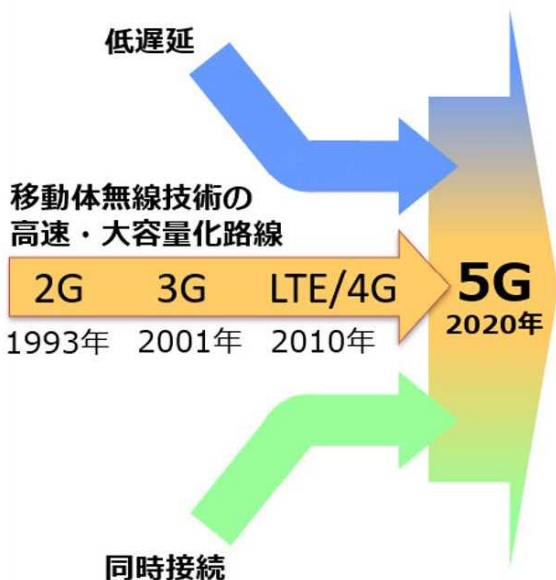 低遅延
移動体無線技術の
高速・大容量化路線
2G 3G LTE/4G 5G
1993年 2001年 2010年 2020年
同時接続